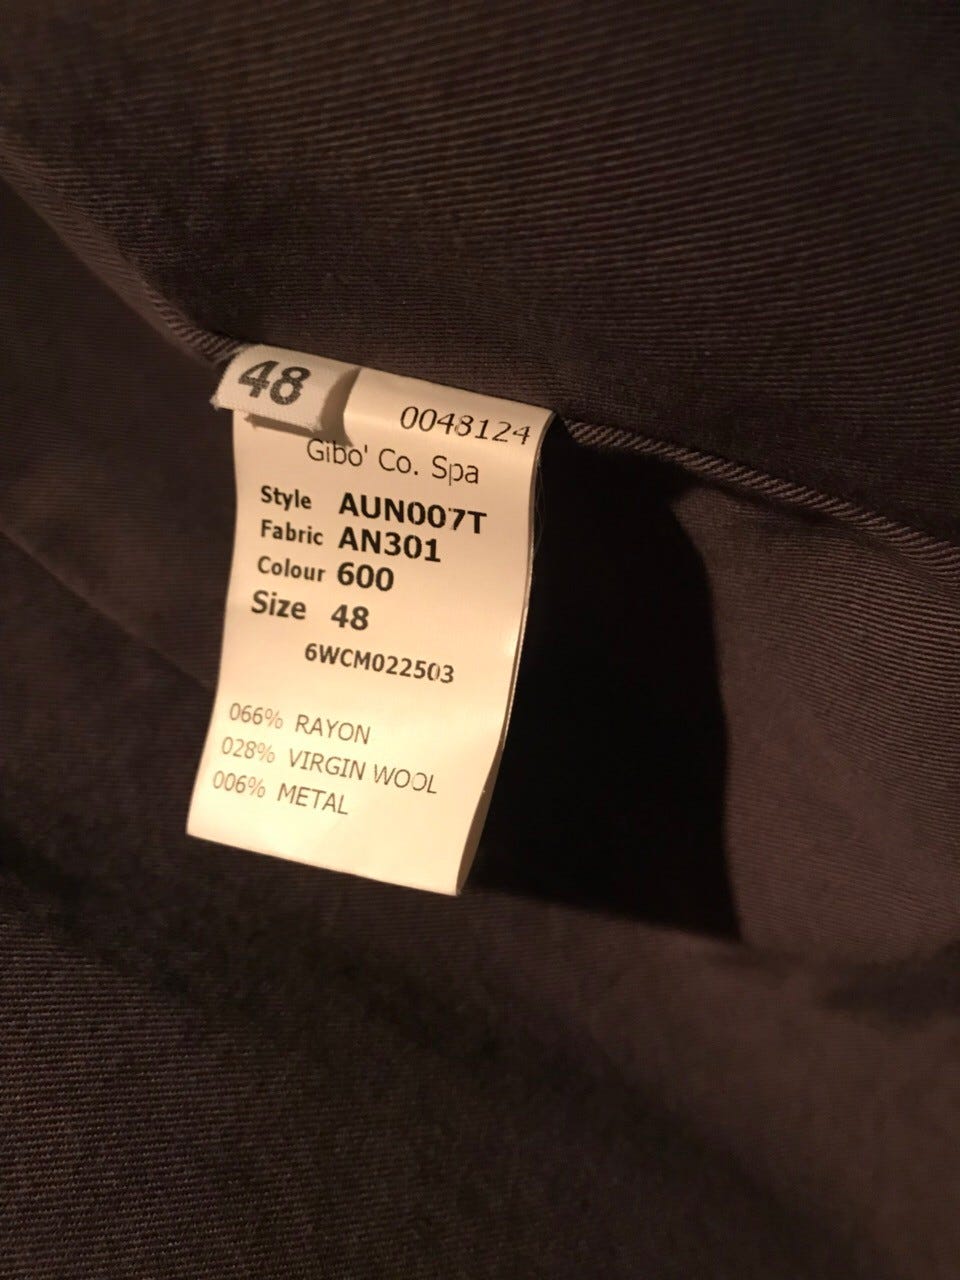 48
0048124
Gibo' Co. Spa
Style AUN007T
Fabric AN301
Colour 600
Size 48
6WCM022503
066% RAYON
028% VIRGIN WOOL
006% METAL